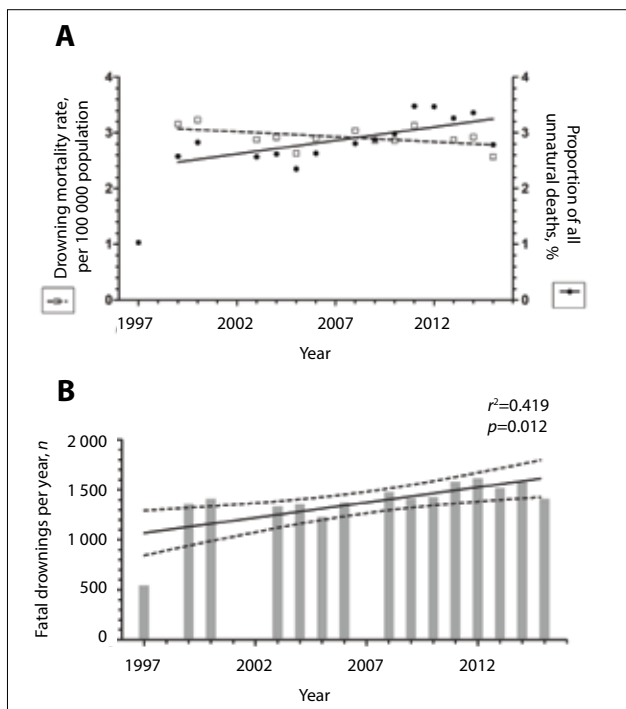 A
4
3
2
1
0
Drowning mortality rate,
per 100 000 population
4
3
2
1
0
Proportion of all
unnatural deaths, %
1997 2002 2007 2012
Year
B
r²=0.419
p=0.012
2 000
1 500
1 000
500
0
Fatal drownings per year, n
1997 2002 2007 2012
Year